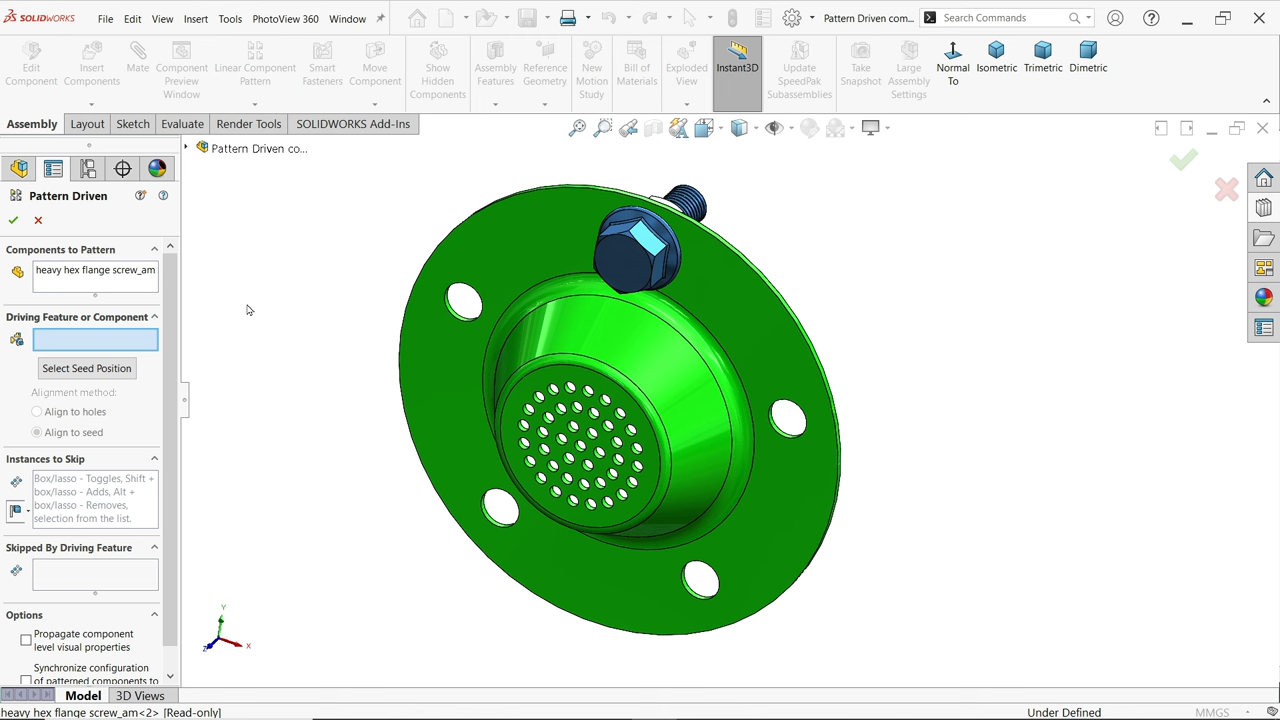 SOLIDWORKS File Edit View Insert Tools PhotoView 360 Window Pattern Driven com... Search Commands
Edit Component
Insert Components
Mate
Component Preview Window
Linear Component Pattern
Smart Fasteners
Move Component
Show Hidden Components
Assembly Features
Reference Geometry
New Motion Study
Bill of Materials
Exploded View
Instant3D
Update SpeedPak Subassemblies
Take Snapshot
Large Assembly Settings
Normal To
Isometric
Trimetric
Dimetric
Assembly Layout Sketch Evaluate Render Tools SOLIDWORKS Add-Ins
Pattern Driven co...
Pattern Driven
Components to Pattern
heavy hex flange screw_am
Driving Feature or Component
Select Seed Position
Alignment method:
Align to holes
Align to seed
Instances to Skip
Box/lasso - Toggles, Shift +
box/lasso - Adds, Alt +
box/lasso - Removes,
selection from the list.
Skipped By Driving Feature
Options
Propagate component
level visual properties
Synchronize configuration
of patterned components to
Y
X
Z
Model 3D Views
heavy hex flange screw_am<2> [Read-only] Under Defined MMGS